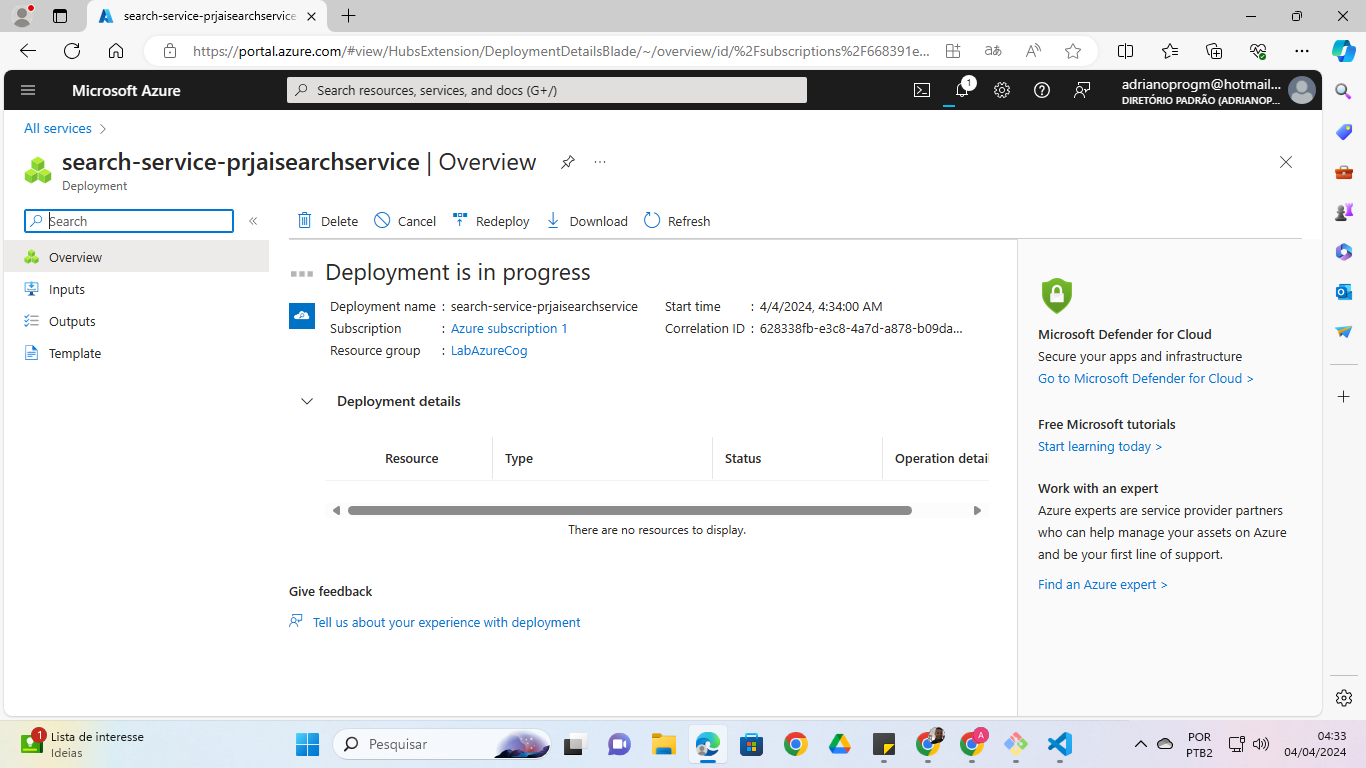 search-service-prjaisearchservice
https://portal.azure.com/#view/HubsExtension/DeploymentDetailsBlade/~/overview/id/%2Fsubscriptions%2F668391e...
Microsoft Azure
Search resources, services, and docs (G+/)
1
adrianoprogm@hotmail...
DIRETÓRIO PADRÃO (ADRIANOP...
All services
search-service-prjaisearchservice | Overview
Deployment
Search
Delete
Cancel
Redeploy
Download
Refresh
Overview
Inputs
Outputs
Template
Deployment is in progress
Deployment name : search-service-prjaisearchservice
Subscription : Azure subscription 1
Resource group : LabAzureCog
Start time : 4/4/2024, 4:34:00 AM
Correlation ID : 628338fb-e3c8-4a7d-a878-b09da...
Deployment details
Resource
Type
Status
Operation detai
There are no resources to display.
Give feedback
Tell us about your experience with deployment
Microsoft Defender for Cloud
Secure your apps and infrastructure
Go to Microsoft Defender for Cloud >
Free Microsoft tutorials
Start learning today >
Work with an expert
Azure experts are service provider partners
who can help manage your assets on Azure
and be your first line of support.
Find an Azure expert >
1
Lista de interesse
Ideias
Pesquisar
A
POR
PTB2
04:33
04/04/2024